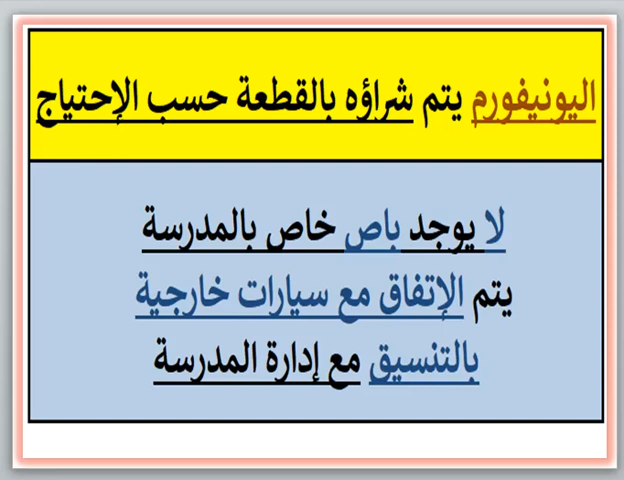 اليونيفورم يتم شراؤه بالقطعة حسب الإحتياج
لا يوجد باص خاص بالمدرسة
يتم الإتفاق مع سيارات خارجية
بالتنسيق مع إدارة المدرسة